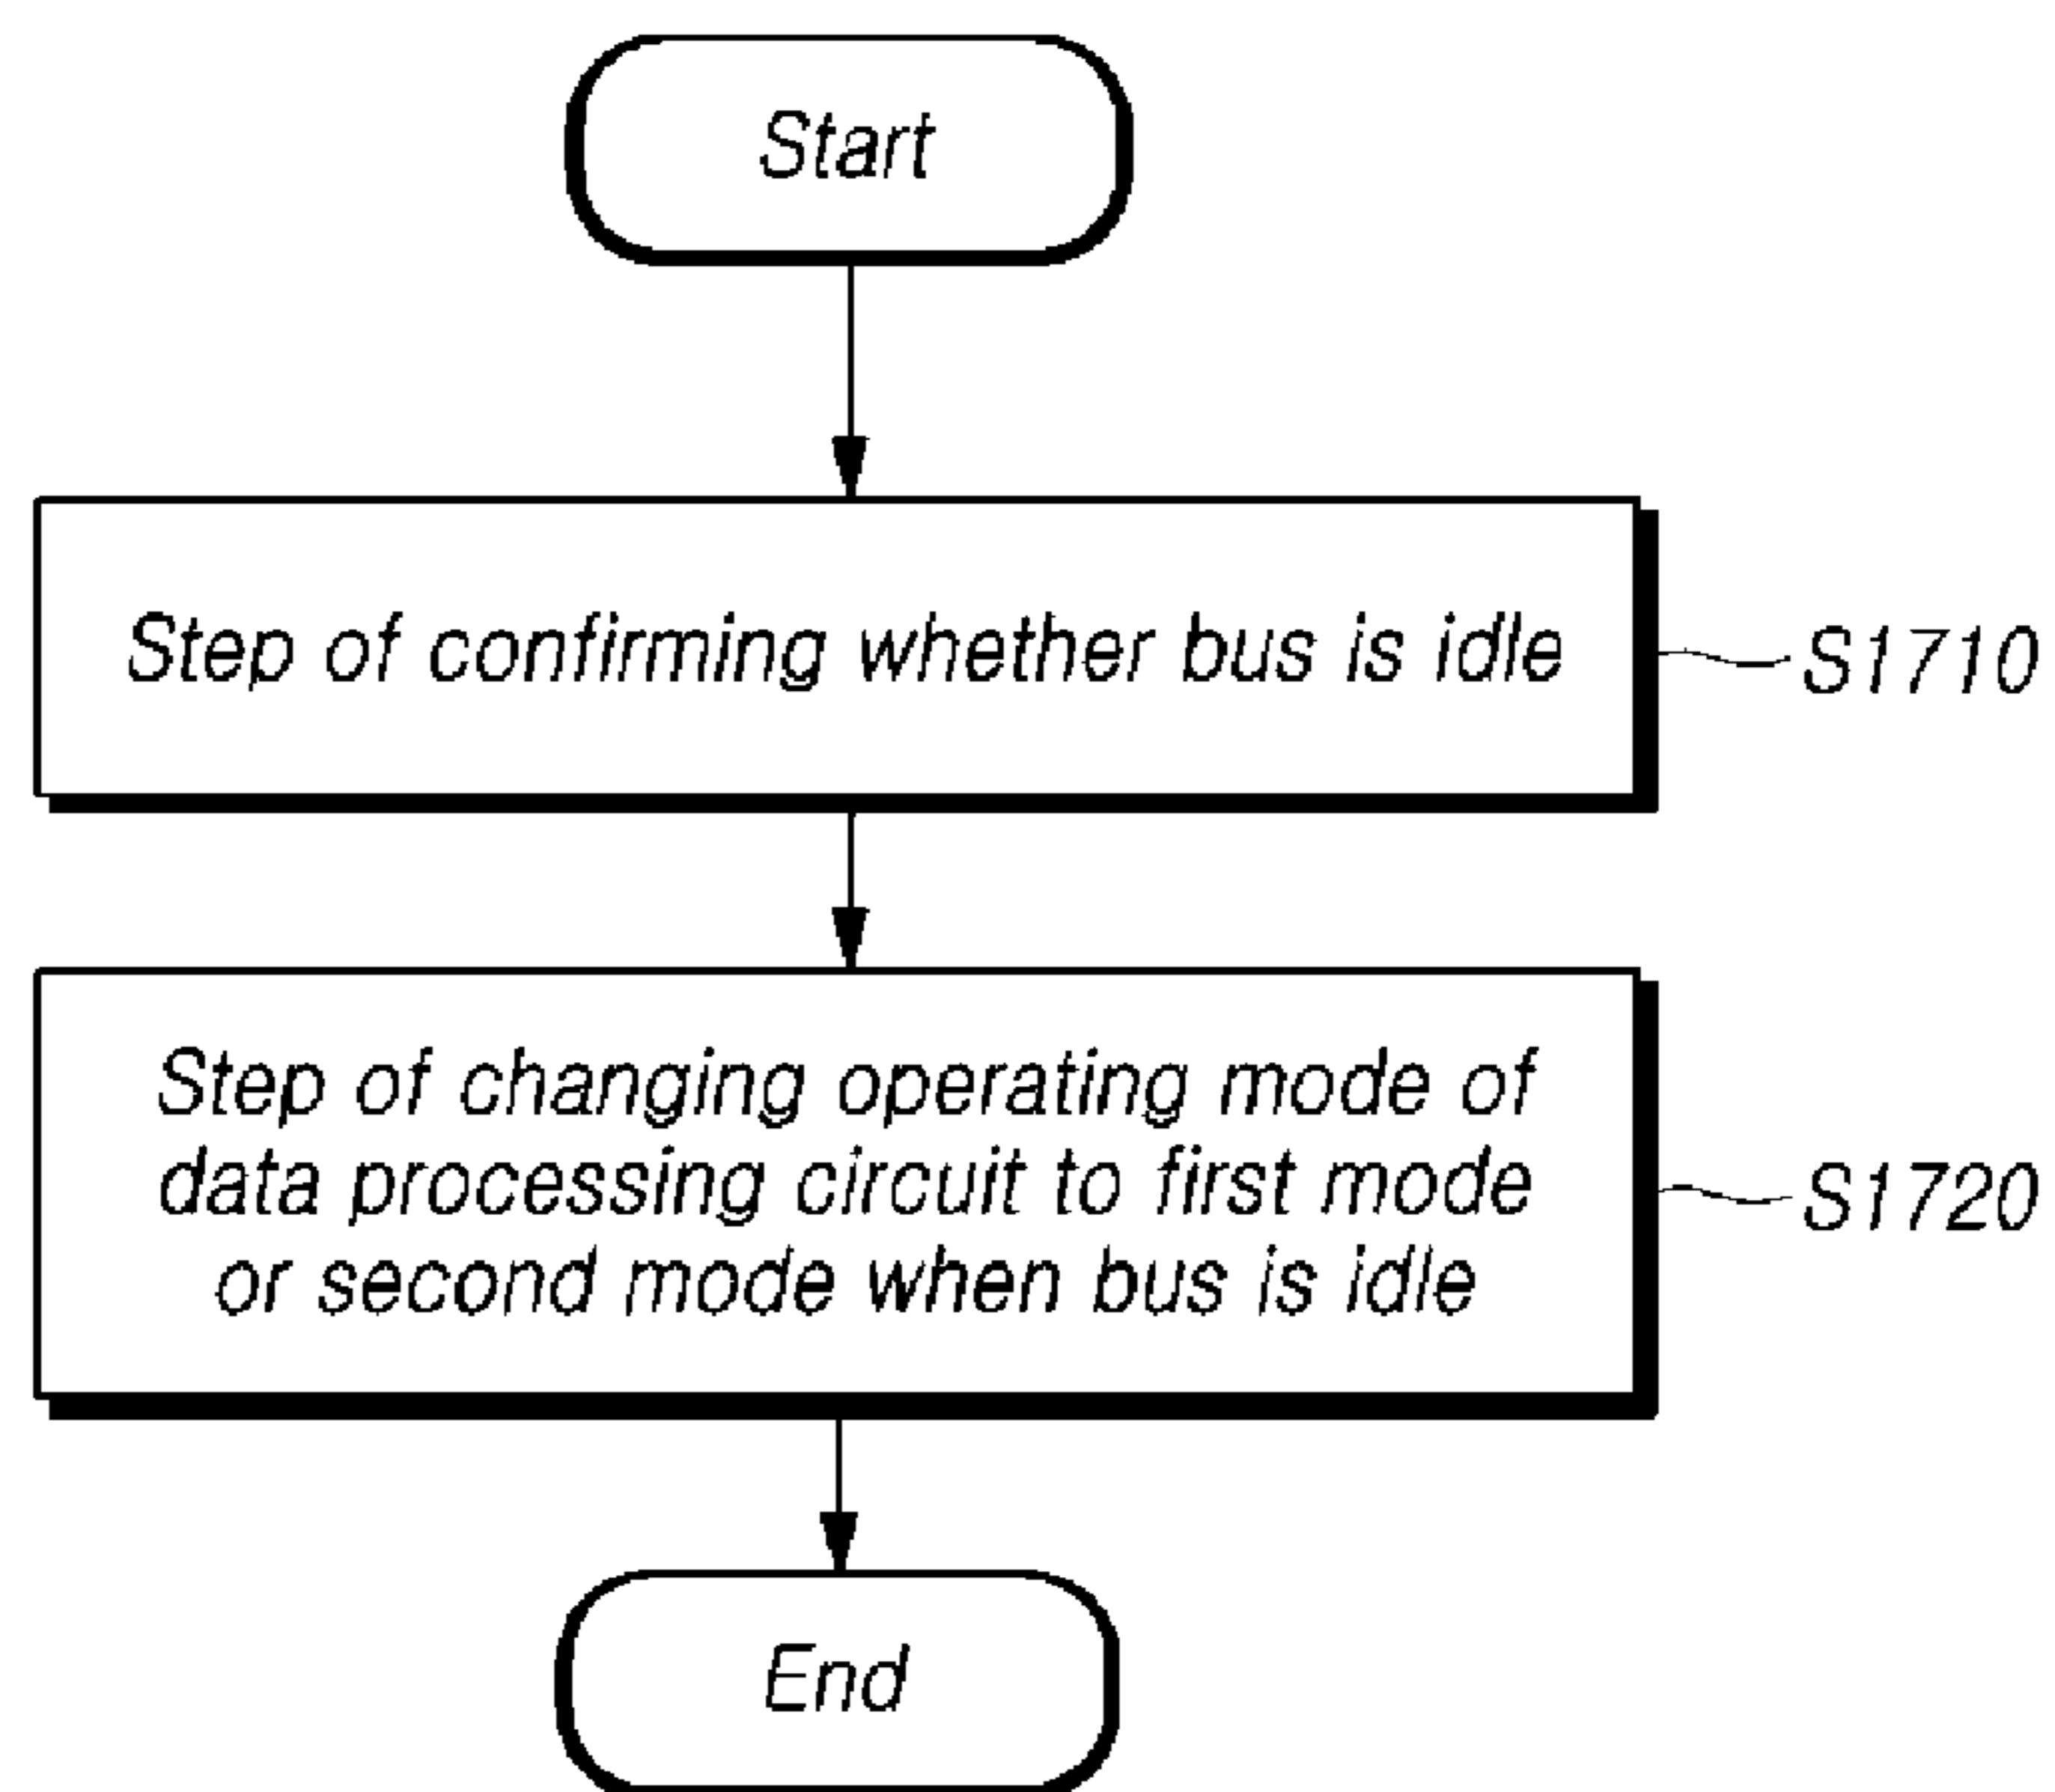 Start
Step of confirming whether bus is idle
S1710
Step of changing operating mode of
data processing circuit to first mode
or second mode when bus is idle
S1720
End